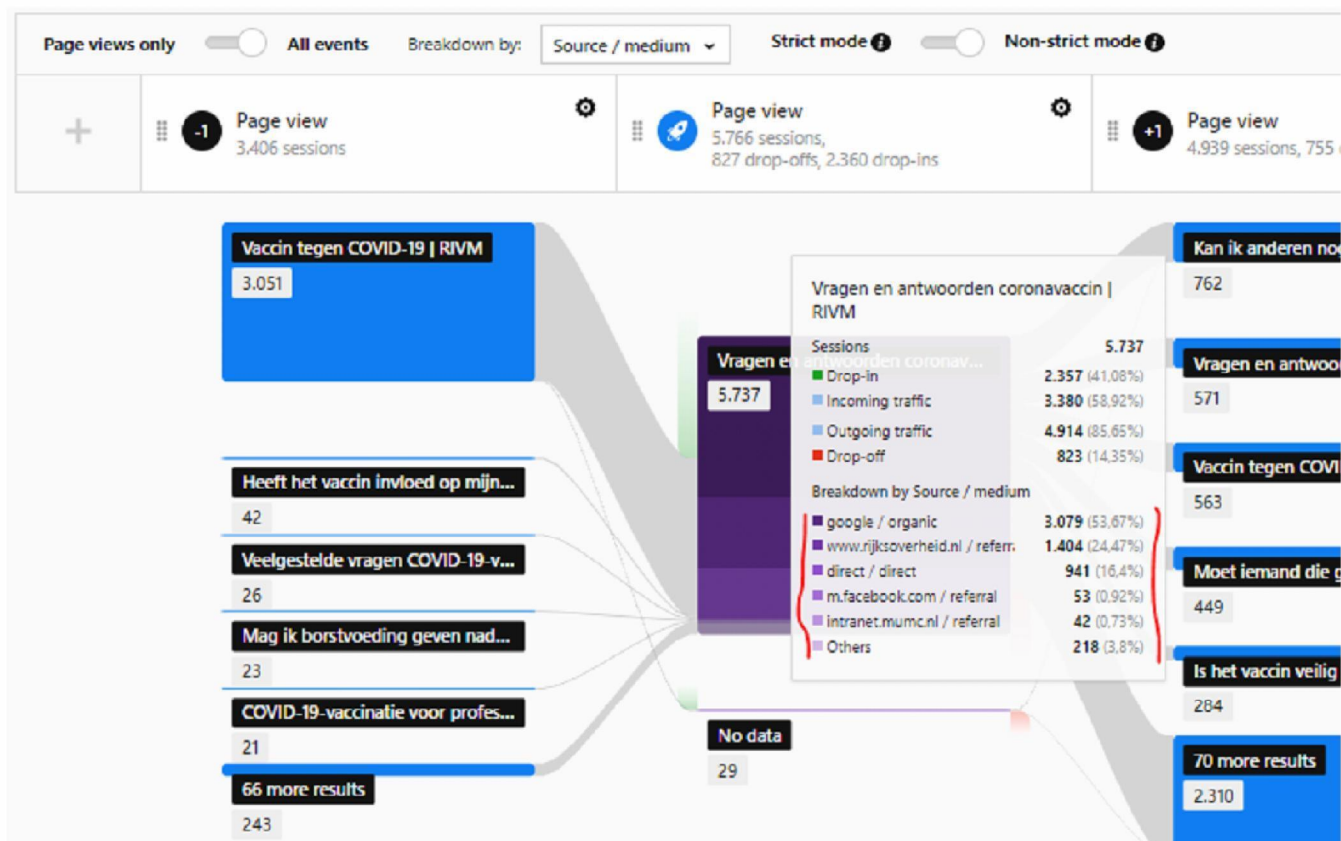 Page views only All events Breakdown by: Source / medium Strict mode Non-strict mode
-1 Page view
3.406 sessions
Page view
5.766 sessions,
827 drop-offs, 2.360 drop-ins
+1 Page view
4.939 sessions, 755
Vaccin tegen COVID-19 | RIVM
3.051
Heeft het vaccin invloed op mijn...
42
Veelgestelde vragen COVID-19-v...
26
Mag ik borstvoeding geven nad...
23
COVID-19-vaccinatie voor profes...
21
66 more results
243
Vragen en antwoorden coronav...
5.737
No data
29
Vragen en antwoorden coronavaccin |
RIVM
Sessions 5.737
Drop-in 2.357 (41,08%)
Incoming traffic 3.380 (58,92%)
Outgoing traffic 4.914 (85,65%)
Drop-off 823 (14,35%)
Breakdown by Source / medium
google / organic 3.079 (53,67%)
www.rijksoverheid.nl / referr. 1.404 (24,47%)
direct / direct 941 (16,4%)
m.facebook.com / referral 53 (0,92%)
intranet.mumc.nl / referral 42 (0,73%)
Others 218 (3,8%)
Kan ik anderen nog
762
Vragen en antwoo
571
Vaccin tegen COVI
563
Moet iemand die g
449
Is het vaccin veilig
284
70 more results
2.310